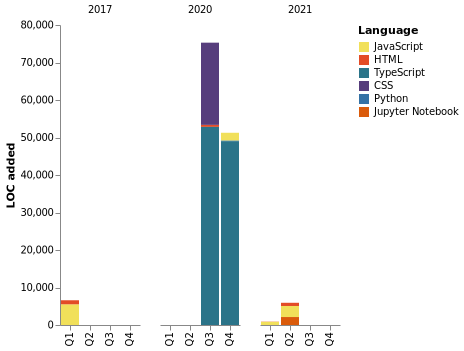 2017 2020 2021
Language
JavaScript
HTML
TypeScript
CSS
Python
Jupyter Notebook
LOC added
80,000
70,000
60,000
50,000
40,000
30,000
20,000
10,000
0
Q1 Q2 Q3 Q4 Q1 Q2 Q3 Q4 Q1 Q2 Q3 Q4